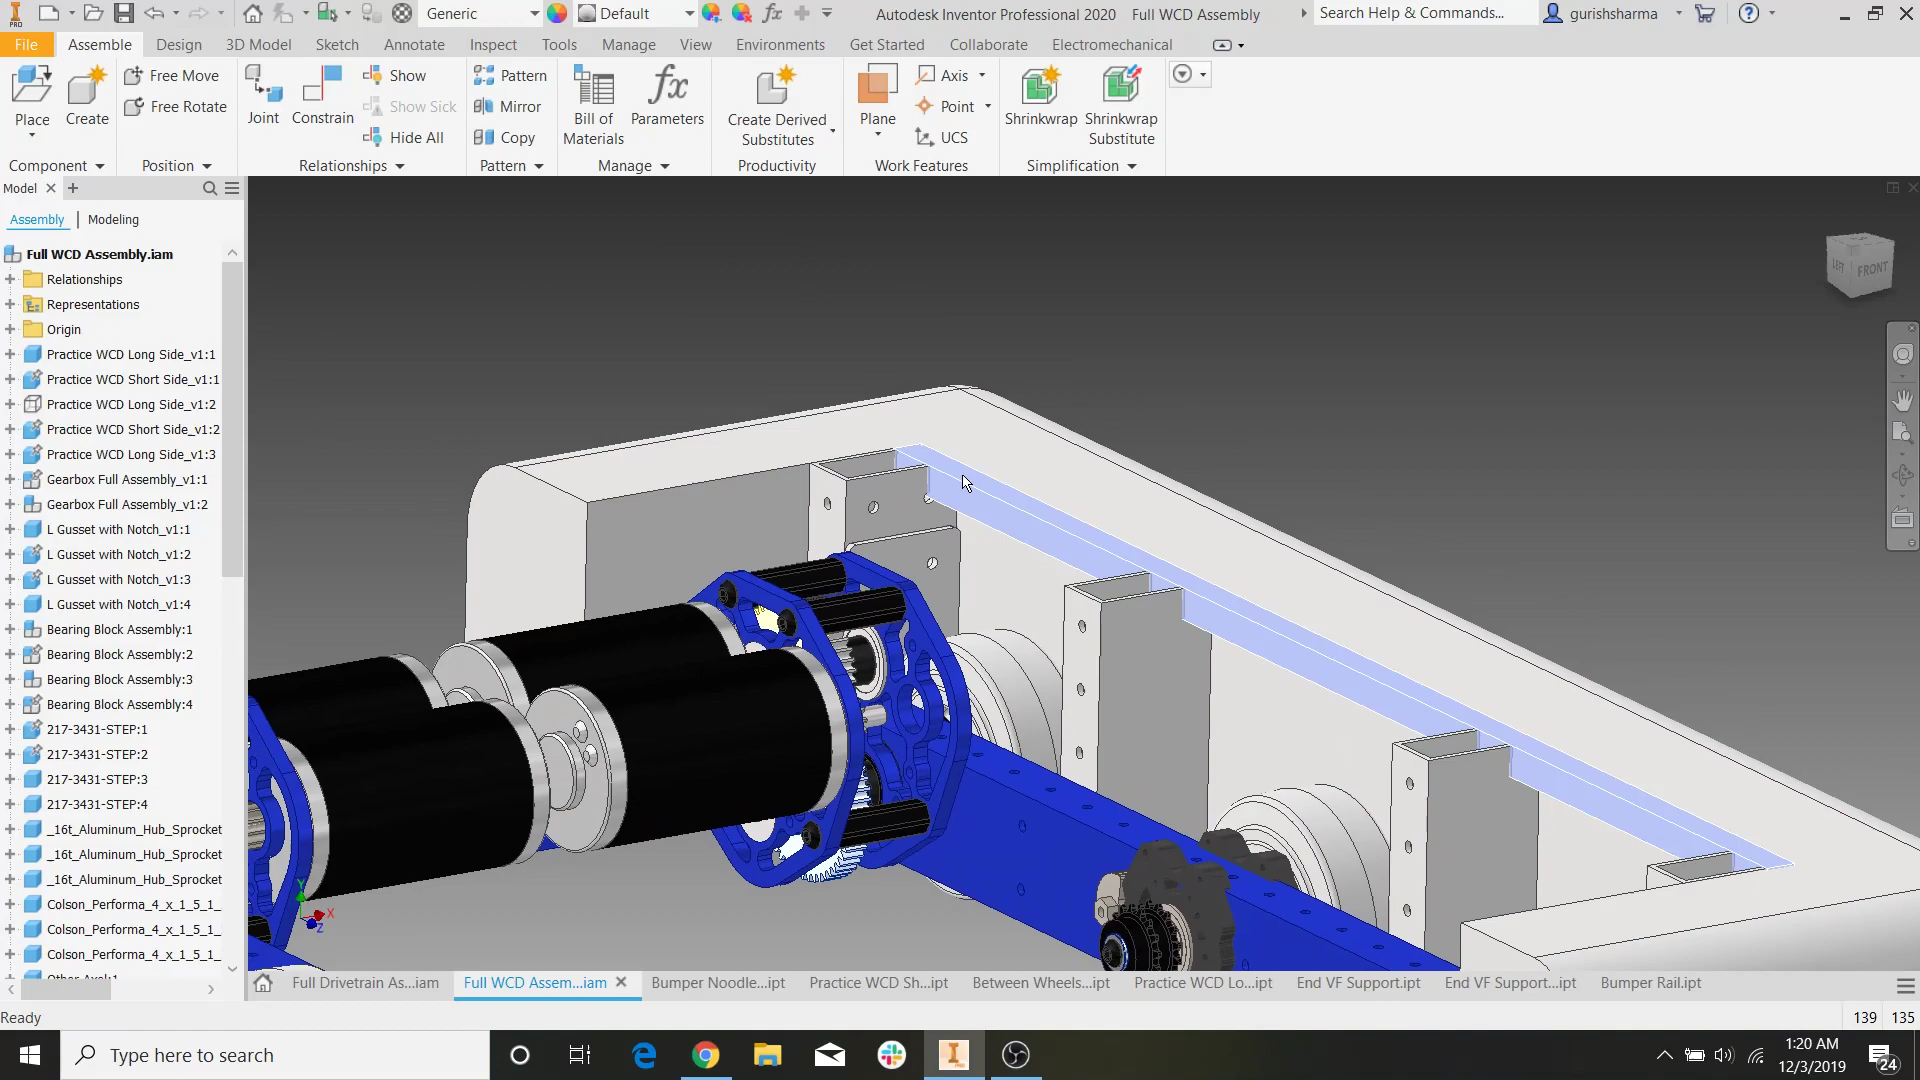 PRO
Generic
Default
fx
Autodesk Inventor Professional 2020 Full WCD Assembly
Search Help & Commands...
gurishsharma
File Assemble Design 3D Model Sketch Annotate Inspect Tools Manage View Environments Get Started Collaborate Electromechanical
Place
Create
Free Move
Free Rotate
Joint
Constrain
Show
Show Sick
Hide All
Pattern
Mirror
Copy
Bill of
Materials
fx
Parameters
Create Derived
Substitutes
Plane
Axis
Point
UCS
Shrinkwrap
Shrinkwrap
Substitute
Component Position Relationships Pattern Manage Productivity Work Features Simplification
Model
Assembly | Modeling
Full WCD Assembly.iam
Relationships
Representations
Origin
Practice WCD Long Side_v1:1
Practice WCD Short Side_v1:1
Practice WCD Long Side_v1:2
Practice WCD Short Side_v1:2
Practice WCD Long Side_v1:3
Gearbox Full Assembly_v1:1
Gearbox Full Assembly_v1:2
L Gusset with Notch_v1:1
L Gusset with Notch_v1:2
L Gusset with Notch_v1:3
L Gusset with Notch_v1:4
Bearing Block Assembly:1
Bearing Block Assembly:2
Bearing Block Assembly:3
Bearing Block Assembly:4
217-3431-STEP:1
217-3431-STEP:2
217-3431-STEP:3
217-3431-STEP:4
_16t_Aluminum_Hub_Sprocket
_16t_Aluminum_Hub_Sprocket
_16t_Aluminum_Hub_Sprocket
Colson_Performa_4_x_1_5_1_
Colson_Performa_4_x_1_5_1_
Colson_Performa_4_x_1_5_1_
Other Axel:1
LEFT FRONT
Y
X
Z
Full Drivetrain As...iam Full WCD Assem...iam Bumper Noodle...ipt Practice WCD Sh...ipt Between Wheels...ipt Practice WCD Lo...ipt End VF Support.ipt End VF Support...ipt Bumper Rail.ipt
Ready
139 135
Type here to search
1:20 AM
12/3/2019
24